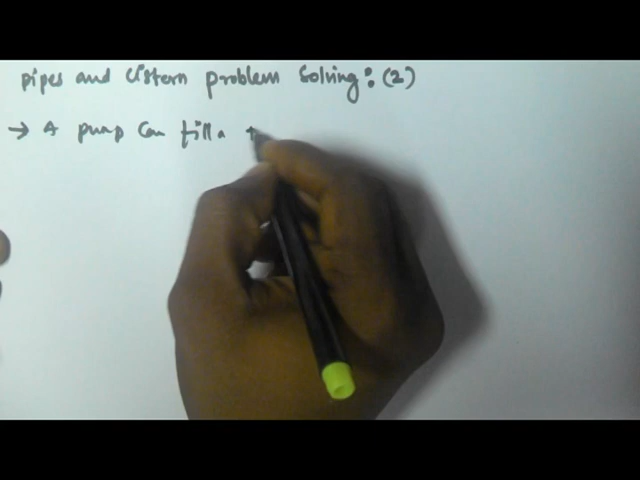 Pipes and Cistern problem Solving: (2)
→ A pump Can fill a t